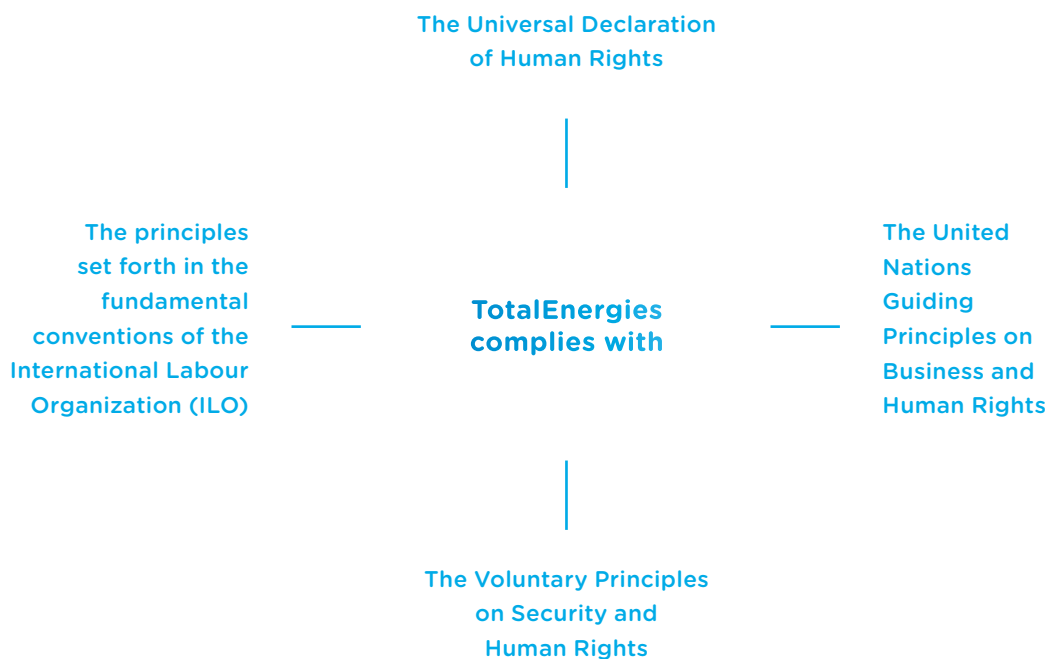 The Universal Declaration
of Human Rights
The principles
set forth in the
fundamental
conventions of the
International Labour
Organization (ILO)
TotalEnergies
complies with
The United
Nations
Guiding
Principles on
Business and
Human Rights
The Voluntary Principles
on Security and
Human Rights